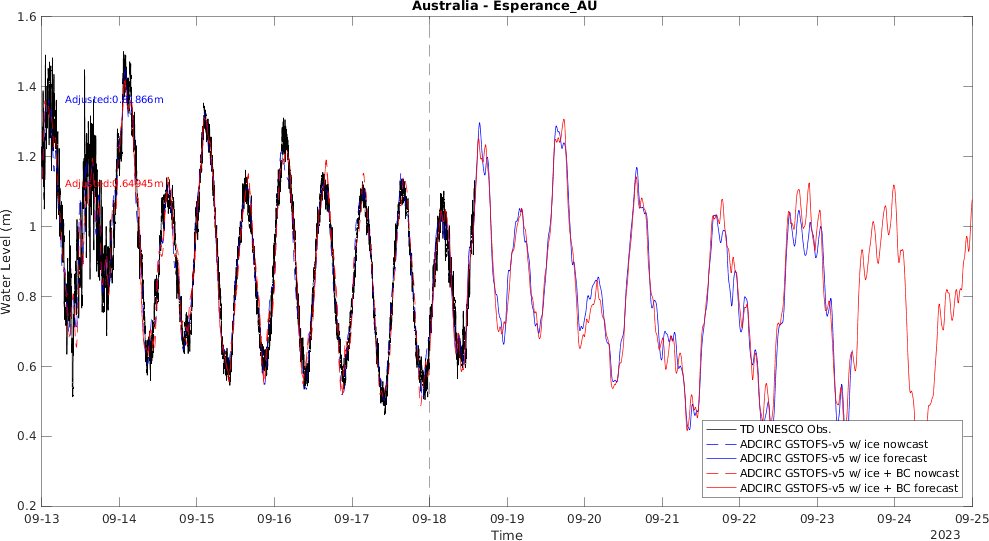 Australia - Esperance_AU
1.6
1.4
1.2
1
0.8
0.6
0.4
0.2
Water Level (m)
Adjusted:0.64945m
TD UNESCO Obs.
ADCIRC GSTOFS-v5 w/ ice nowcast
ADCIRC GSTOFS-v5 w/ ice forecast
ADCIRC GSTOFS-v5 w/ ice + BC nowcast
ADCIRC GSTOFS-v5 w/ ice + BC forecast
09-13 09-14 09-15 09-16 09-17 09-18 09-19 09-20 09-21 09-22 09-23 09-24 09-25
Time
2023